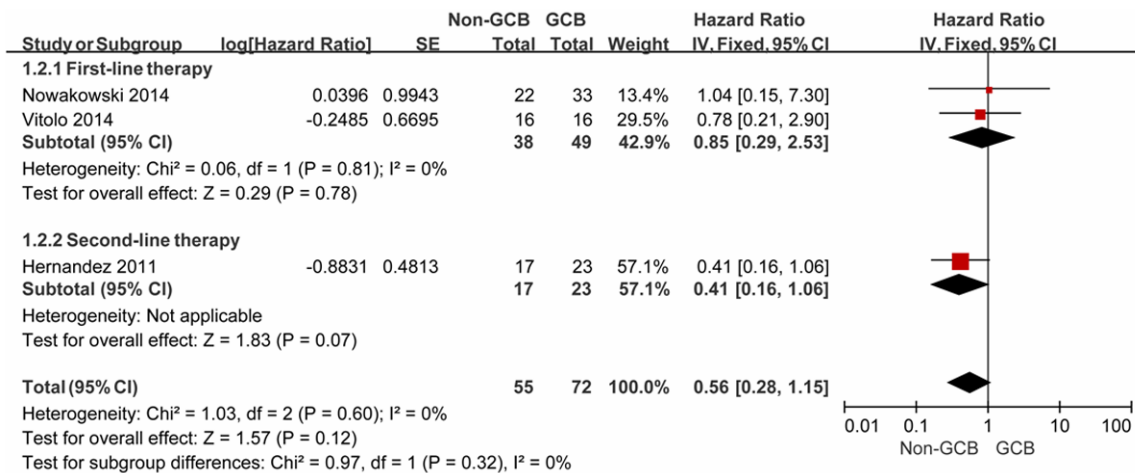 Non-GCB GCB Hazard Ratio Hazard Ratio
Study or Subgroup log[Hazard Ratio] SE Total Total Weight IV, Fixed, 95% CI IV, Fixed, 95% CI
1.2.1 First-line therapy
Nowakowski 2014 0.0396 0.9943 22 33 13.4% 1.04 [0.15, 7.30]
Vitolo 2014 -0.2485 0.6695 16 16 29.5% 0.78 [0.21, 2.90]
Subtotal (95% CI) 38 49 42.9% 0.85 [0.29, 2.53]
Heterogeneity: Chi² = 0.06, df = 1 (P = 0.81); I² = 0%
Test for overall effect: Z = 0.29 (P = 0.78)
1.2.2 Second-line therapy
Hernandez 2011 -0.8831 0.4813 17 23 57.1% 0.41 [0.16, 1.06]
Subtotal (95% CI) 17 23 57.1% 0.41 [0.16, 1.06]
Heterogeneity: Not applicable
Test for overall effect: Z = 1.83 (P = 0.07)
Total (95% CI) 55 72 100.0% 0.56 [0.28, 1.15]
Heterogeneity: Chi² = 1.03, df = 2 (P = 0.60); I² = 0%
Test for overall effect: Z = 1.57 (P = 0.12)
Test for subgroup differences: Chi² = 0.97, df = 1 (P = 0.32), I² = 0%
0.01 0.1 1 10 100
Non-GCB GCB